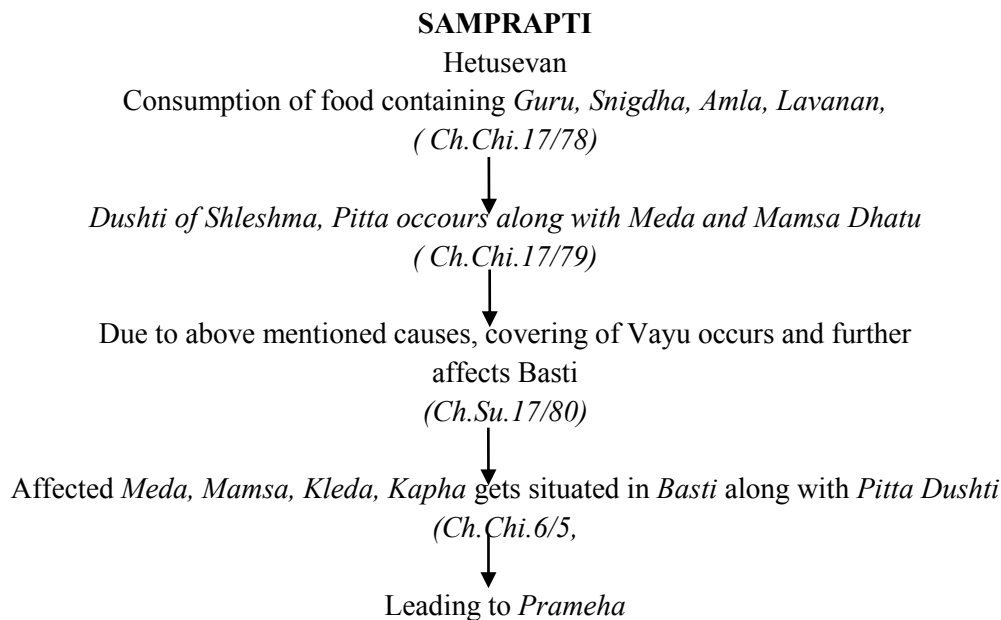 SAMPRAPTI
Hetusevan
Consumption of food containing Guru, Snigdha, Amla, Lavanan,
( Ch.Chi.17/78)
Dushti of Shleshma, Pitta occours along with Meda and Mamsa Dhatu
( Ch.Chi.17/79)
Due to above mentioned causes, covering of Vayu occurs and further
affects Basti
(Ch.Su.17/80)
Affected Meda, Mamsa, Kleda, Kapha gets situated in Basti along with Pitta Dushti
(Ch.Chi.6/5,
Leading to Prameha